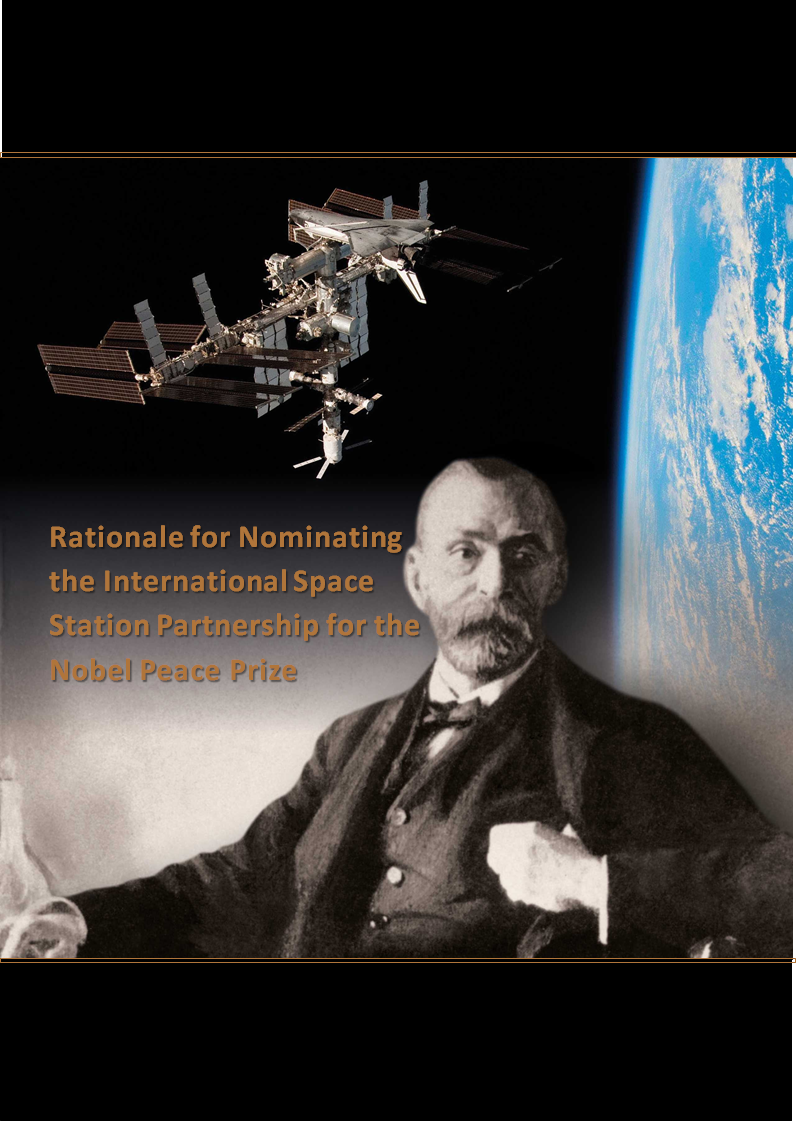 Rationale for Nominating
the International Space
Station Partnership for the
Nobel Peace Prize